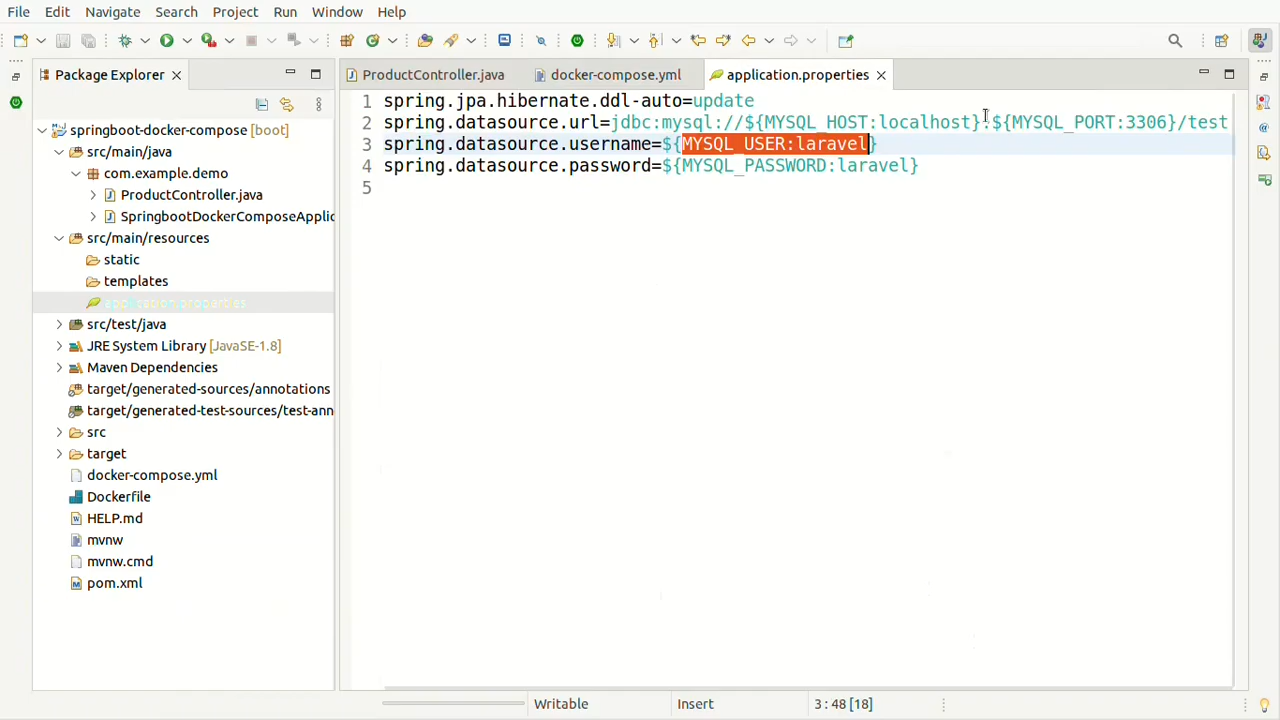 File Edit Navigate Search Project Run Window Help
Package Explorer
ProductController.java
docker-compose.yml
application.properties
springboot-docker-compose [boot]
src/main/java
com.example.demo
ProductController.java
SpringbootDockerComposeApplic
src/main/resources
static
templates
application.properties
src/test/java
JRE System Library [JavaSE-1.8]
Maven Dependencies
target/generated-sources/annotations
target/generated-test-sources/test-ann
src
target
docker-compose.yml
Dockerfile
HELP.md
mvnw
mvnw.cmd
pom.xml
1 spring.jpa.hibernate.ddl-auto=update
2 spring.datasource.url=jdbc:mysql://${MYSQL_HOST:localhost}:${MYSQL_PORT:3306}/test
3 spring.datasource.username=${MYSQL_USER:laravel}
4 spring.datasource.password=${MYSQL_PASSWORD:laravel}
5
Writable Insert 3:48 [18]